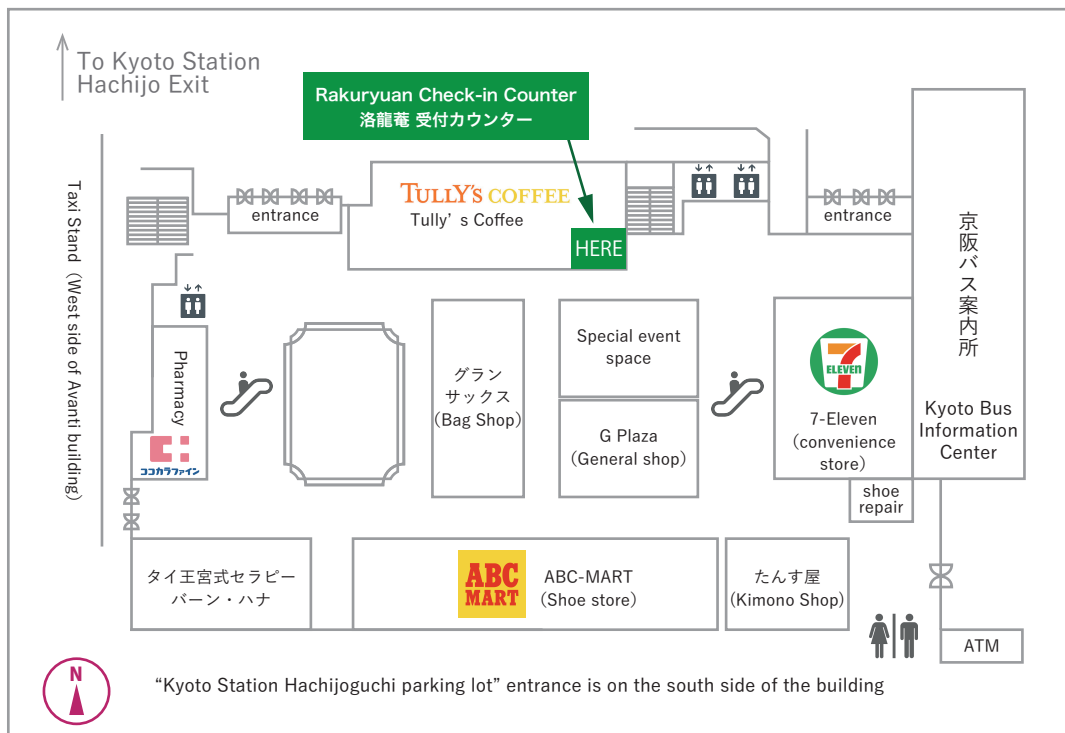 To Kyoto Station
Hachijo Exit
Rakuryuan Check-in Counter
洛龍菴 受付カウンター
Taxi Stand (West side of Avanti building)
entrance
TULLY'S COFFEE
Tully’s Coffee
HERE
entrance
京阪バス案内所
Kyoto Bus
Information
Center
Pharmacy
ココカラファイン
グラン
サックス
(Bag Shop)
Special event
space
G Plaza
(General shop)
7
ELEVEN
7-Eleven
(convenience
store)
shoe
repair
タイ王宮式セラピー
バーン・ハナ
ABC
MART
ABC-MART
(Shoe store)
たんす屋
(Kimono Shop)
ATM
N
“Kyoto Station Hachijoguchi parking lot” entrance is on the south side of the building